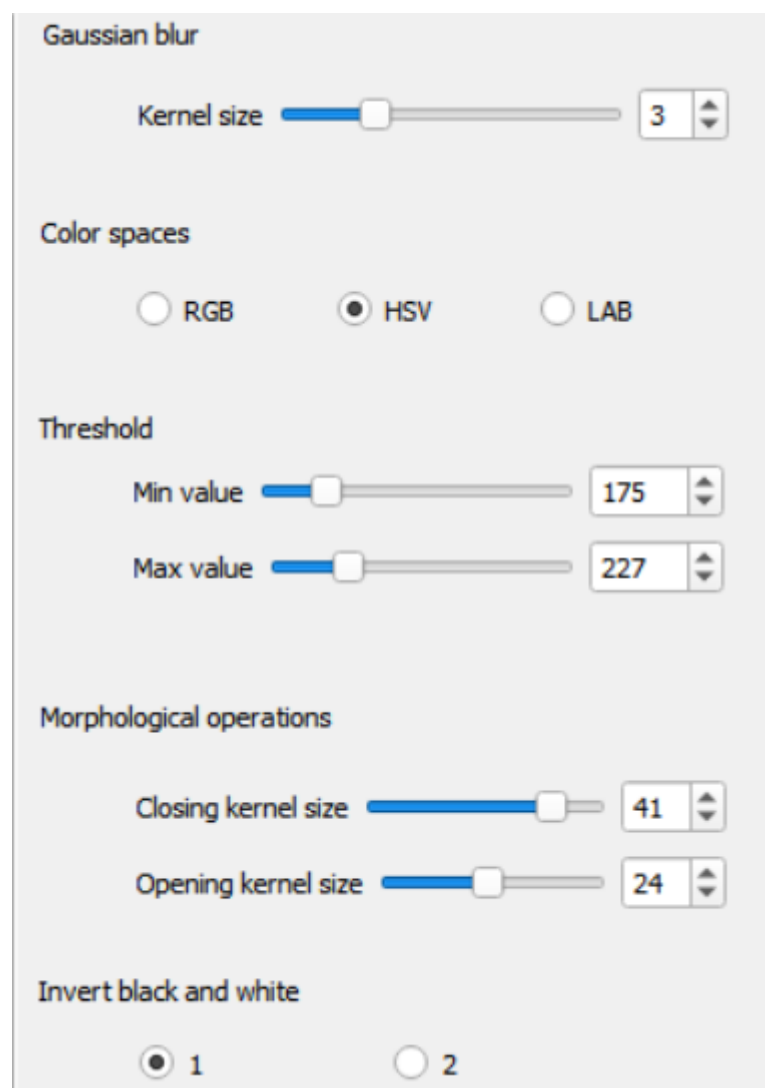 Gaussian blur
Kernel size 3
Color spaces
RGB HSV LAB
Threshold
Min value 175
Max value 227
Morphological operations
Closing kernel size 41
Opening kernel size 24
Invert black and white
1 2